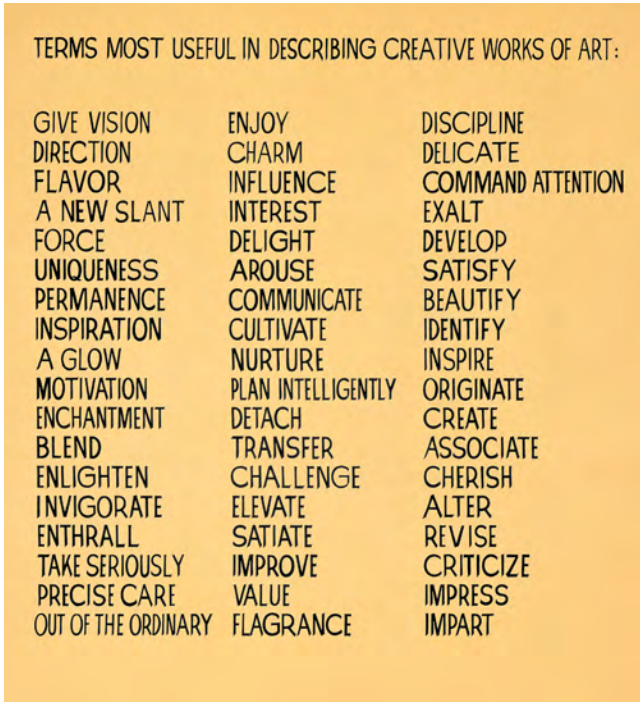 TERMS MOST USEFUL IN DESCRIBING CREATIVE WORKS OF ART:
GIVE VISION ENJOY DISCIPLINE
DIRECTION CHARM DELICATE
FLAVOR INFLUENCE COMMAND ATTENTION
A NEW SLANT INTEREST EXALT
FORCE DELIGHT DEVELOP
UNIQUENESS AROUSE SATISFY
PERMANENCE COMMUNICATE BEAUTIFY
INSPIRATION CULTIVATE IDENTIFY
A GLOW NURTURE INSPIRE
MOTIVATION PLAN INTELLIGENTLY ORIGINATE
ENCHANTMENT DETACH CREATE
BLEND TRANSFER ASSOCIATE
ENLIGHTEN CHALLENGE CHERISH
INVIGORATE ELEVATE ALTER
ENTHRALL SATIATE REVISE
TAKE SERIOUSLY IMPROVE CRITICIZE
PRECISE CARE VALUE IMPRESS
OUT OF THE ORDINARY FLAGRANCE IMPART